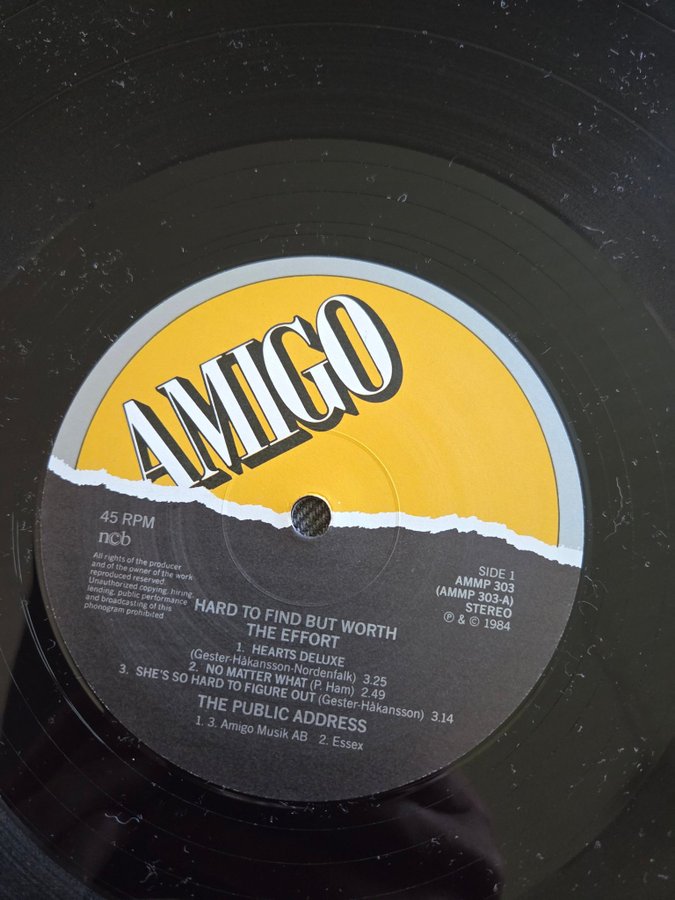 AMIGO
45 RPM
ncb
All rights of the producer
and of the owner of the work
reproduced reserved.
Unauthorized copying, hiring,
lending, public performance
and broadcasting of this
phonogram prohibited
SIDE 1
AMMP 303
(AMMP 303-A)
STEREO
℗ & © 1984
HARD TO FIND BUT WORTH
THE EFFORT
1. HEARTS DELUXE
(Gester-Håkansson-Nordenfalk) 3.25
2. NO MATTER WHAT (P. Ham) 2.49
3. SHE'S SO HARD TO FIGURE OUT (Gester-Håkansson) 3.14
THE PUBLIC ADDRESS
1. 3. Amigo Musik AB 2. Essex